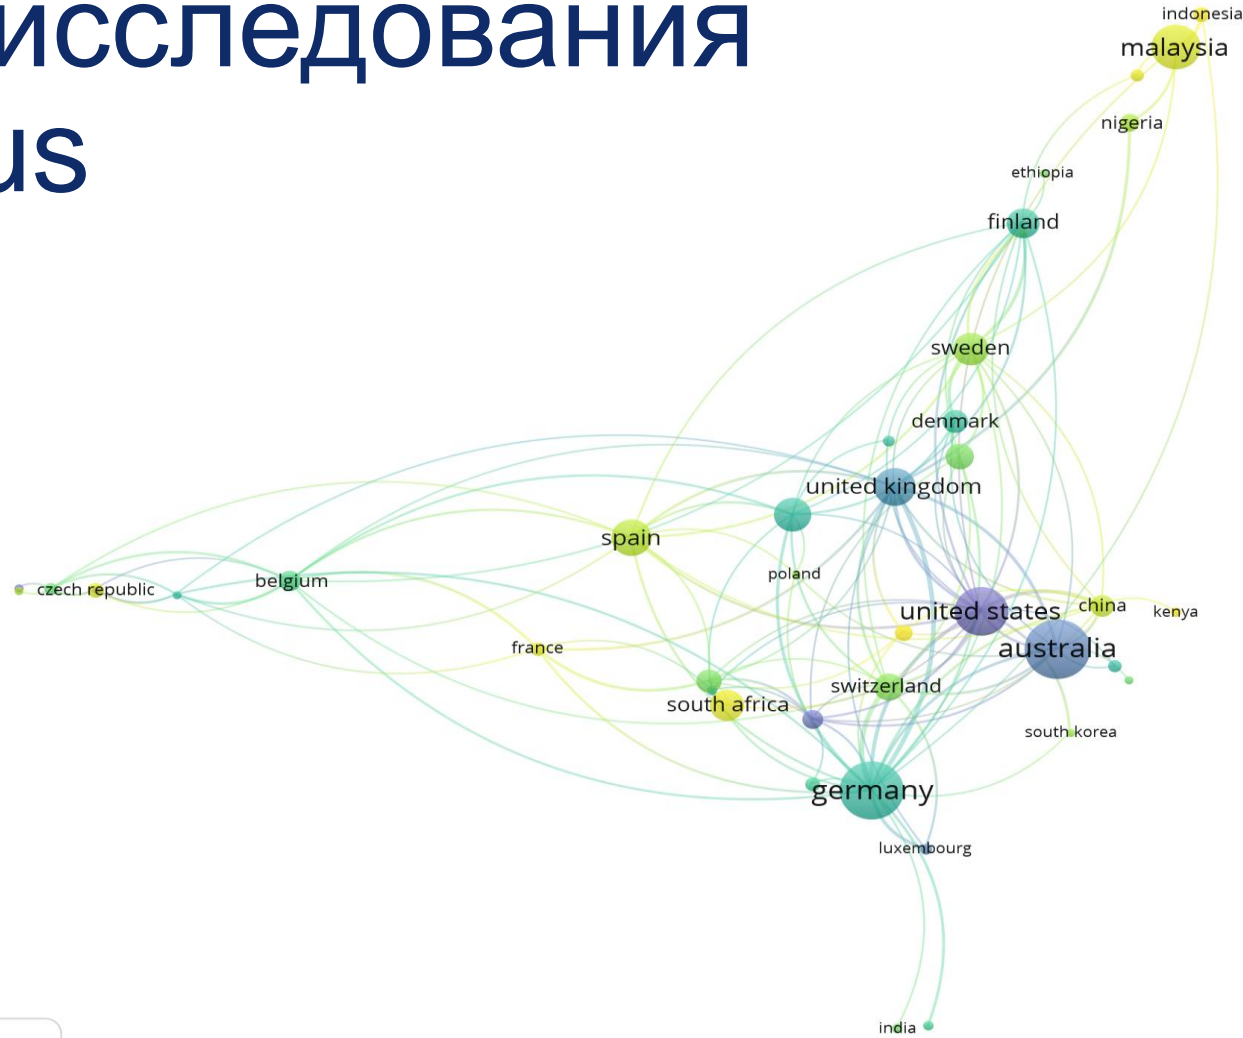 исследования
us
indonesia
malaysia
nigeria
ethiopia
finland
sweden
denmark
united kingdom
spain
poland
belgium
czech republic
united states
china
kenya
france
australia
switzerland
south africa
south korea
germany
luxembourg
india